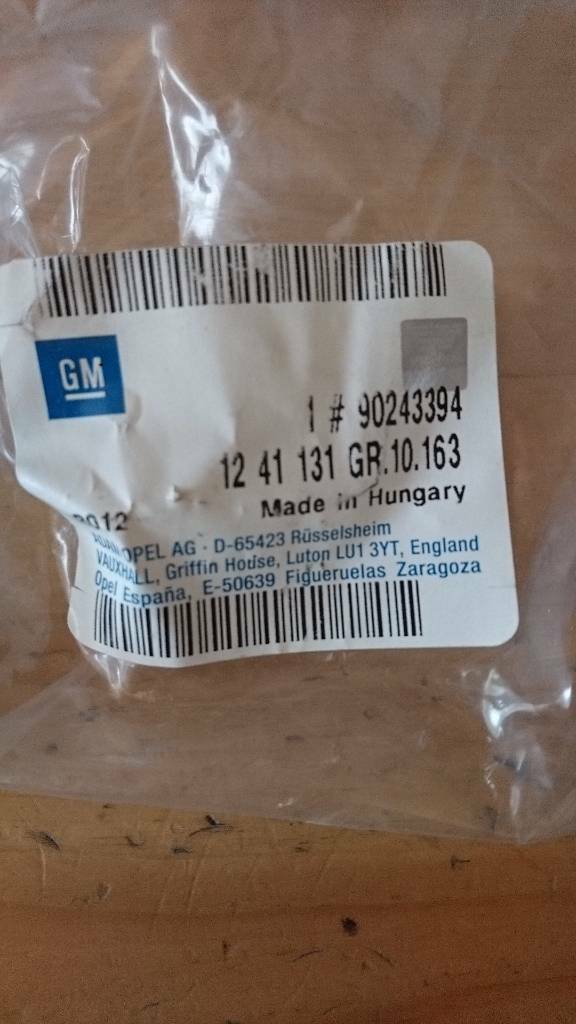 GM
1 # 90243394
12 41 131 GR.10.163
Made in Hungary
ADAM OPEL AG · D-65423 Rüsselsheim
VAUXHALL, Griffin House, Luton LU1 3YT, England
Opel España, E-50639 Figueruelas Zaragoza